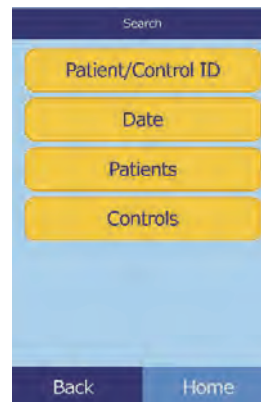 Search
Patient/Control ID
Date
Patients
Controls
Back Home